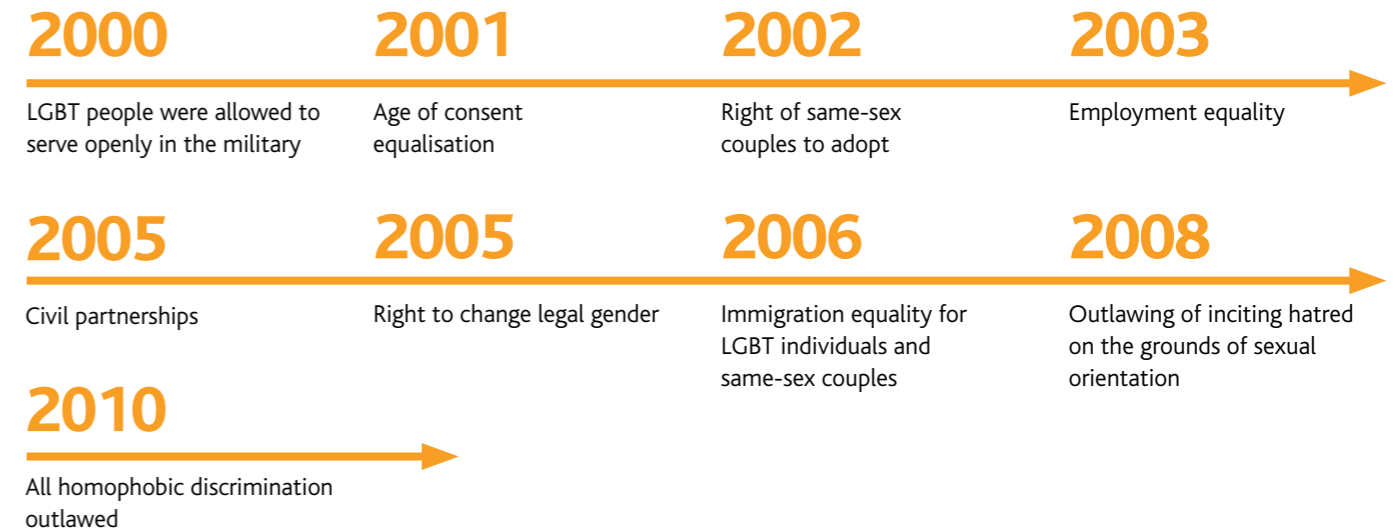 2000
LGBT people were allowed to
serve openly in the military
2001
Age of consent
equalisation
2002
Right of same-sex
couples to adopt
2003
Employment equality
2005
Civil partnerships
2005
Right to change legal gender
2006
Immigration equality for
LGBT individuals and
same-sex couples
2008
Outlawing of inciting hatred
on the grounds of sexual
orientation
2010
All homophobic discrimination
outlawed